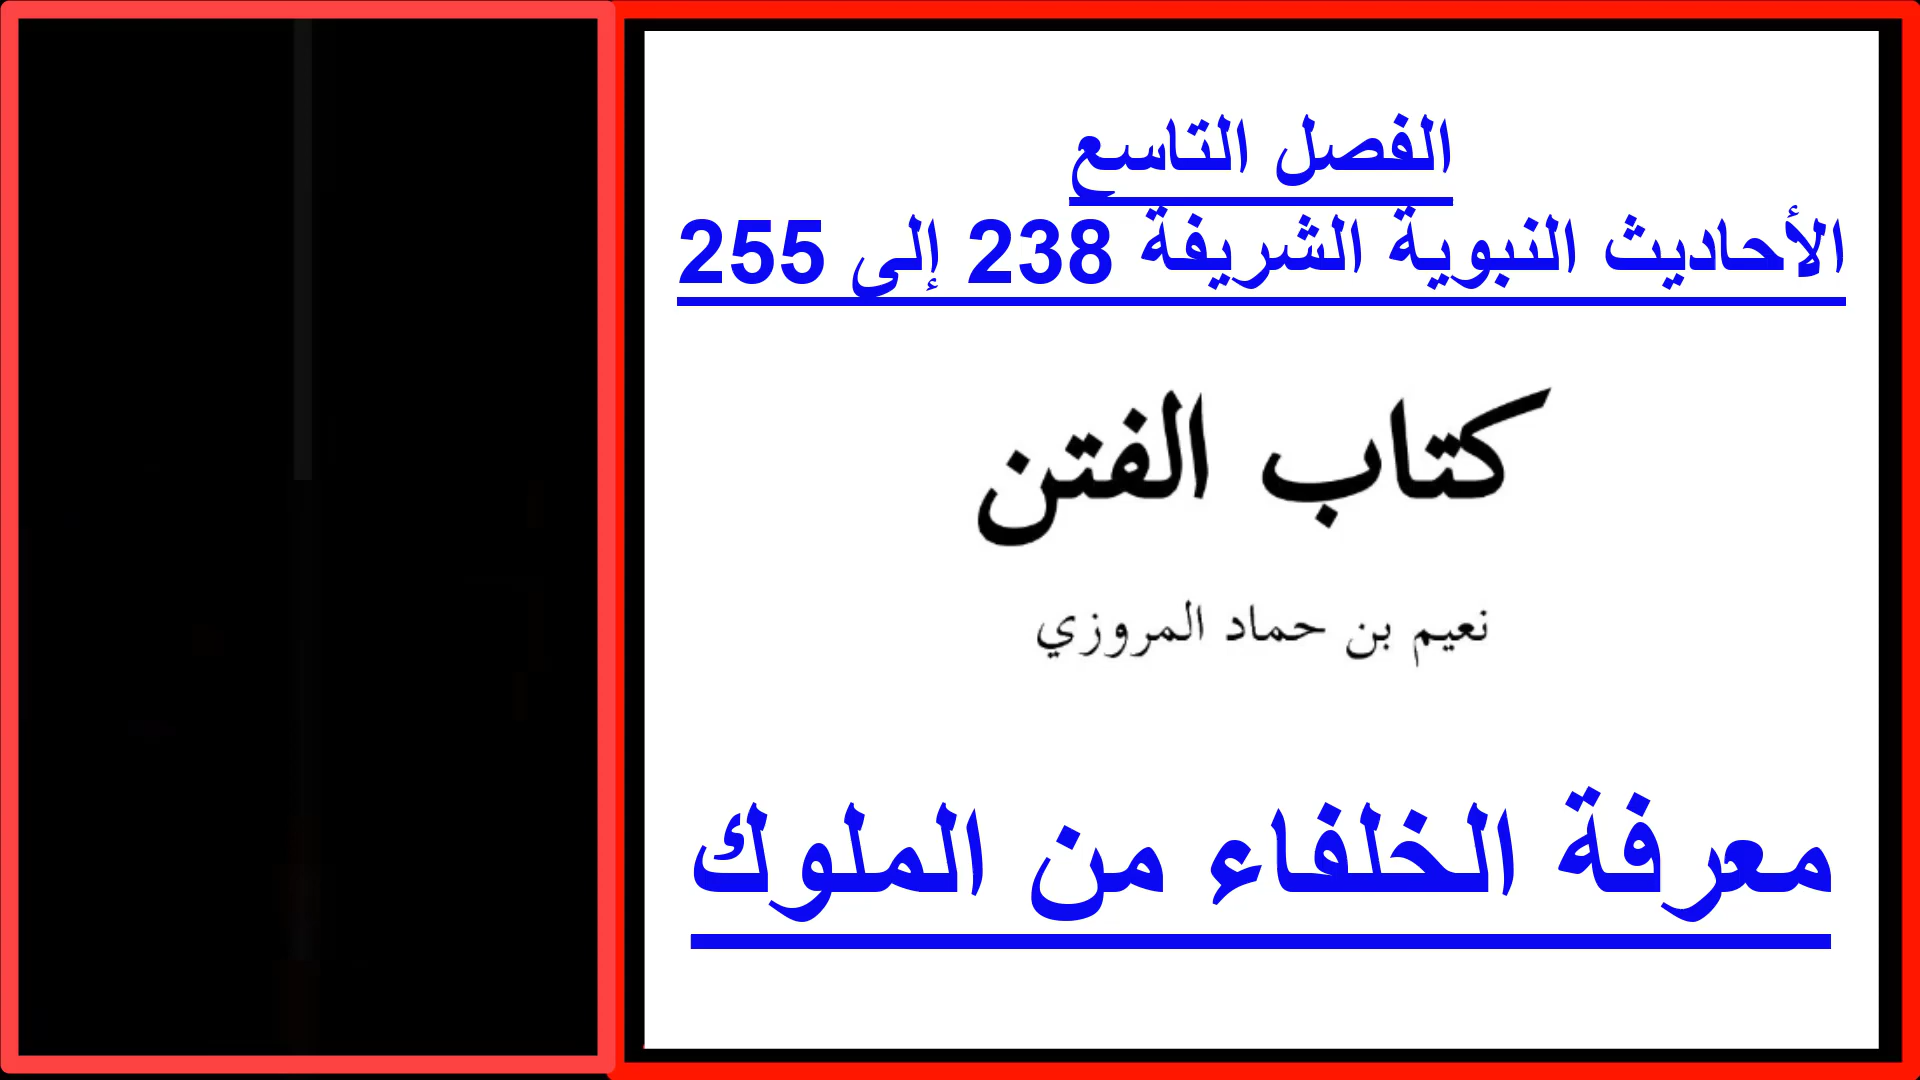 الفصل التاسع
الأحاديث النبوية الشريفة 238 إلى 255
كتاب الفتن
نعيم بن حماد المروزي
معرفة الخلفاء من الملوك